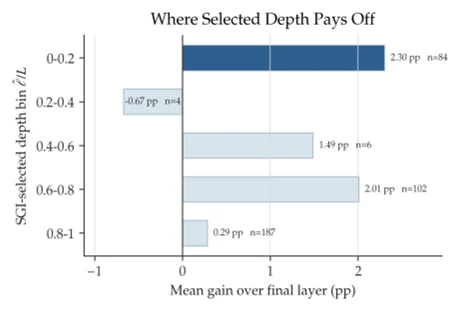 Where Selected Depth Pays Off
SGI-selected depth bin ℓ̂/L
0-0.2
2.30 pp n=84
0.2-0.4
-0.67 pp n=4
0.4-0.6
1.49 pp n=6
0.6-0.8
2.01 pp n=102
0.8-1
0.29 pp n=187
−1 0 1 2
Mean gain over final layer (pp)